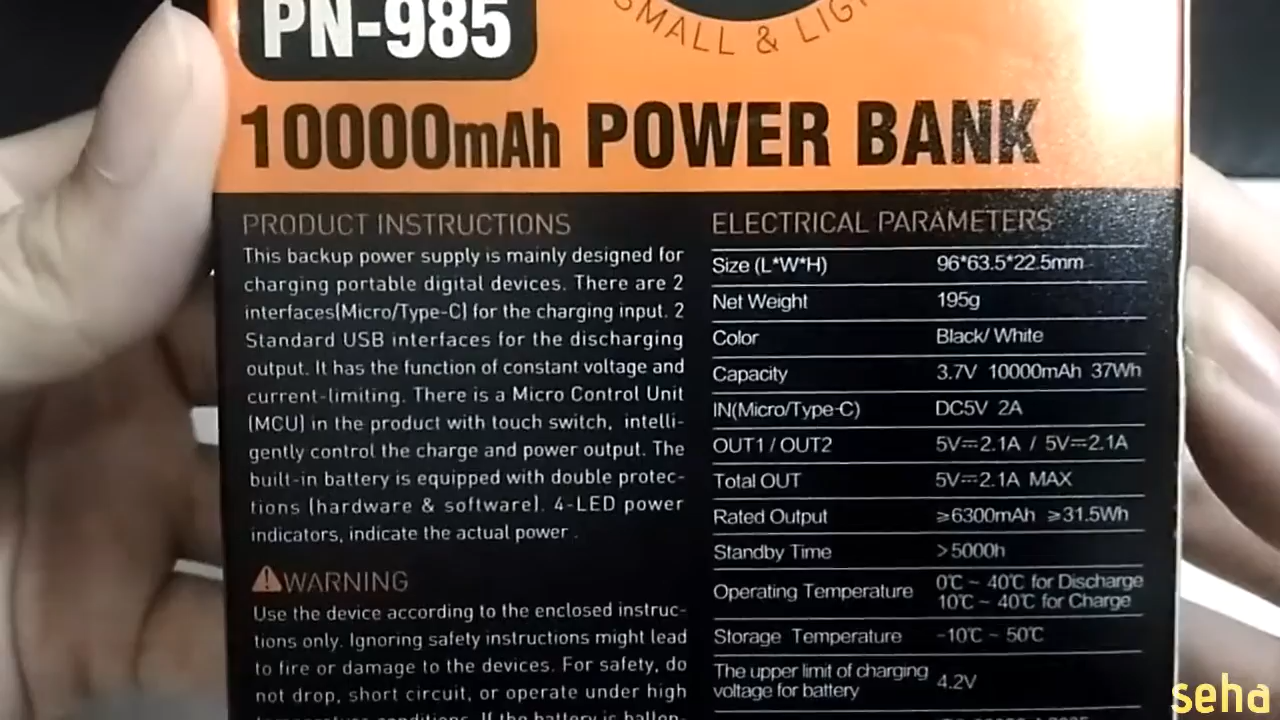 PN-985
SMALL & LIGH
10000mAh POWER BANK
PRODUCT INSTRUCTIONS
This backup power supply is mainly designed for
charging portable digital devices. There are 2
interfaces(Micro/Type-C) for the charging input. 2
Standard USB interfaces for the discharging
output. It has the function of constant voltage and
current-limiting. There is a Micro Control Unit
(MCU) in the product with touch switch, intelli-
gently control the charge and power output. The
built-in battery is equipped with double protec-
tions (hardware & software). 4-LED power
indicators, indicate the actual power .
WARNING
Use the device according to the enclosed instruc-
tions only. Ignoring safety instructions might lead
to fire or damage to the devices. For safety, do
not drop, short circuit, or operate under high
ELECTRICAL PARAMETERS
Size (L*W*H) 96*63.5*22.5mm
Net Weight 195g
Color Black/ White
Capacity 3.7V 10000mAh 37Wh
IN(Micro/Type-C) DC5V 2A
OUT1 / OUT2 5V⎓2.1A / 5V⎓2.1A
Total OUT 5V⎓2.1A MAX
Rated Output ≥6300mAh ≥31.5Wh
Standby Time >5000h
Operating Temperature 0℃ ~ 40℃ for Discharge
10℃ ~ 40℃ for Charge
Storage Temperature -10℃ ~ 50℃
The upper limit of charging
voltage for battery 4.2V
seha